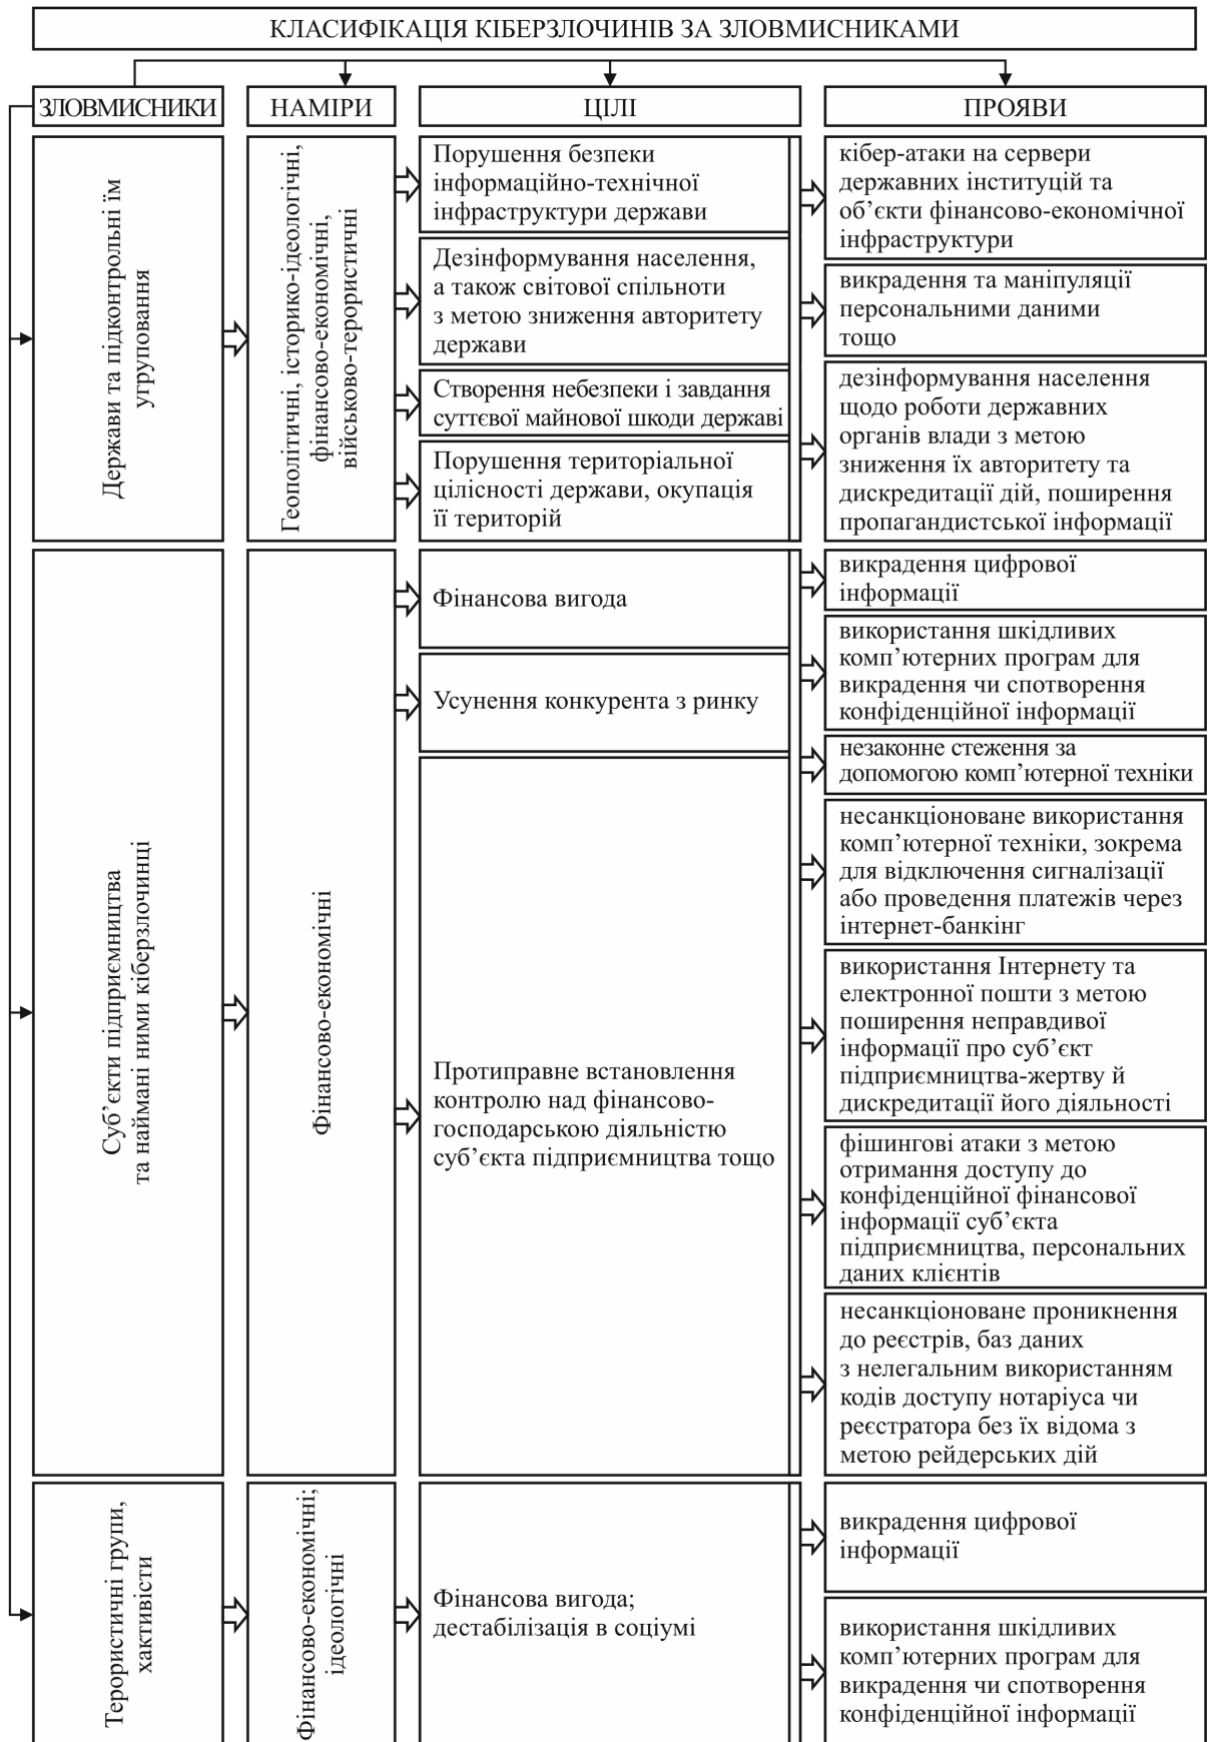 КЛАСИФІКАЦІЯ КІБЕРЗЛОЧИНІВ ЗА ЗЛОВМИСНИКАМИ
ЗЛОВМИСНИКИ
НАМІРИ
ЦІЛІ
ПРОЯВИ
Держави та підконтрольні їм
угруповання
Геополітичні, історико-ідеологічні,
фінансово-економічні,
військово-терористичні
Порушення безпеки
інформаційно-технічної
інфраструктури держави
Дезінформування населення,
а також світової спільноти
з метою зниження авторитету
держави
Створення небезпеки і завдання
суттєвої майнової шкоди державі
Порушення територіальної
цілісності держави, окупація
її територій
кібер-атаки на сервери
державних інституцій та
об’єкти фінансово-економічної
інфраструктури
викрадення та маніпуляції
персональними даними
тощо
дезінформування населення
щодо роботи державних
органів влади з метою
зниження їх авторитету та
дискредитації дій, поширення
пропагандистської інформації
Суб’єкти підприємництва
та наймані ними кіберзлочинці
Фінансово-економічні
Фінансова вигода
Усунення конкурента з ринку
Протиправне встановлення
контролю над фінансово-
господарською діяльністю
суб’єкта підприємництва тощо
викрадення цифрової
інформації
використання шкідливих
комп’ютерних програм для
викрадення чи спотворення
конфіденційної інформації
незаконне стеження за
допомогою комп’ютерної техніки
несанкціоноване використання
комп’ютерної техніки, зокрема
для відключення сигналізації
або проведення платежів через
інтернет-банкінг
використання Інтернету та
електронної пошти з метою
поширення неправдивої
інформації про суб’єкт
підприємництва-жертву й
дискредитації його діяльності
фішингові атаки з метою
отримання доступу до
конфіденційної фінансової
інформації суб’єкта
підприємництва, персональних
даних клієнтів
несанкціоноване проникнення
до реєстрів, баз даних
з нелегальним використанням
кодів доступу нотаріуса чи
реєстратора без їх відома з
метою рейдерських дій
Терористичні групи,
хактивісти
Фінансово-економічні;
ідеологічні
Фінансова вигода;
дестабілізація в соціумі
викрадення цифрової
інформації
використання шкідливих
комп’ютерних програм для
викрадення чи спотворення
конфіденційної інформації